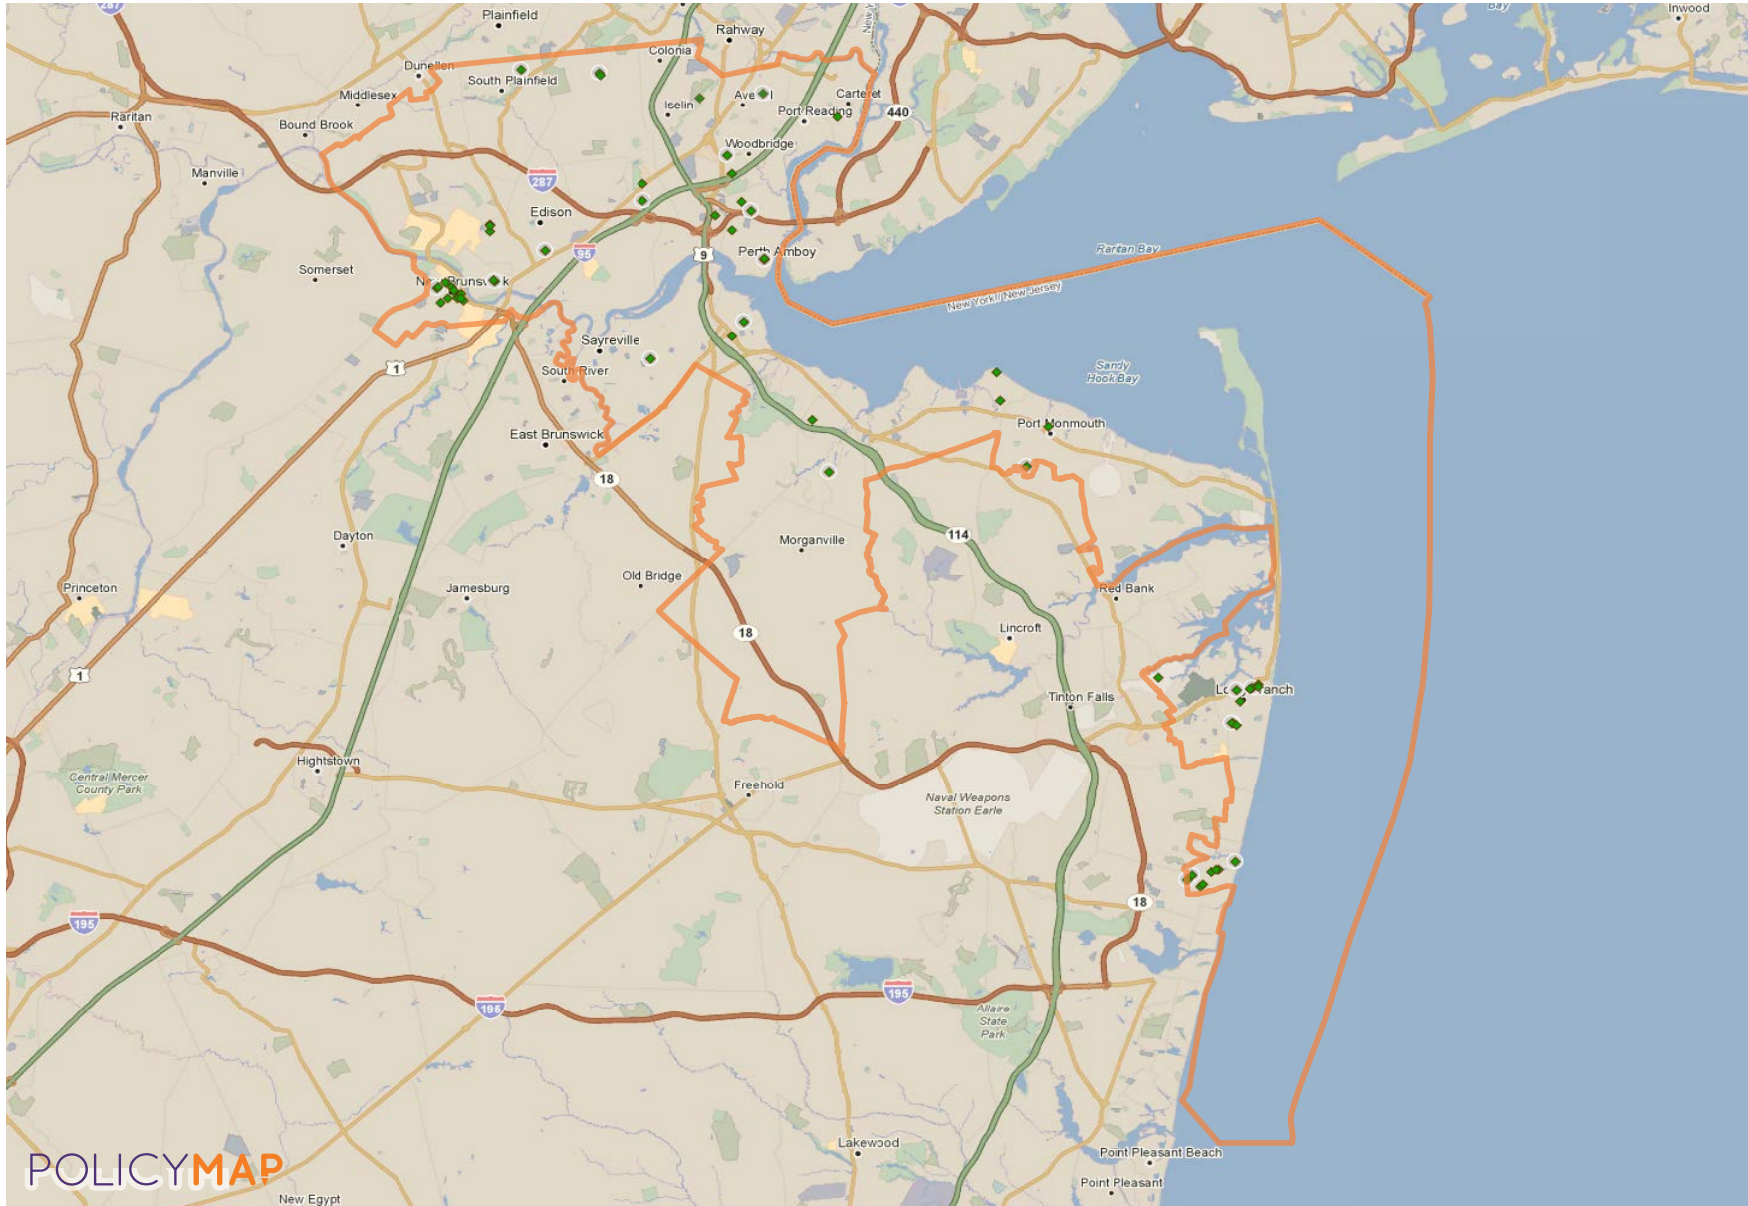 287
Plainfield
Rahway
New Y
Bay
Inwood
Colonia
Dunellen
South Plainfield
Middlesex
Iselin
Carteret
Port Reading
440
Raritan
Bound Brook
Woodbridge
Manville
287
Edison
95
9
Perth Amboy
Raritan Bay
Somerset
New York / New Jersey
Sayreville
Sandy
Hook Bay
1
South River
East Brunswick
Port Monmouth
18
Dayton
Morganville
114
Old Bridge
Princeton
Jamesburg
Red Bank
18
Lincroft
1
Tinton Falls
Hightstown
Central Mercer
County Park
Freehold
Naval Weapons
Station Earle
18
195
195
195
Allaire
State
Park
Lakewood
Point Pleasant Beach
POLICYMAP
Point Pleasant
New Egypt